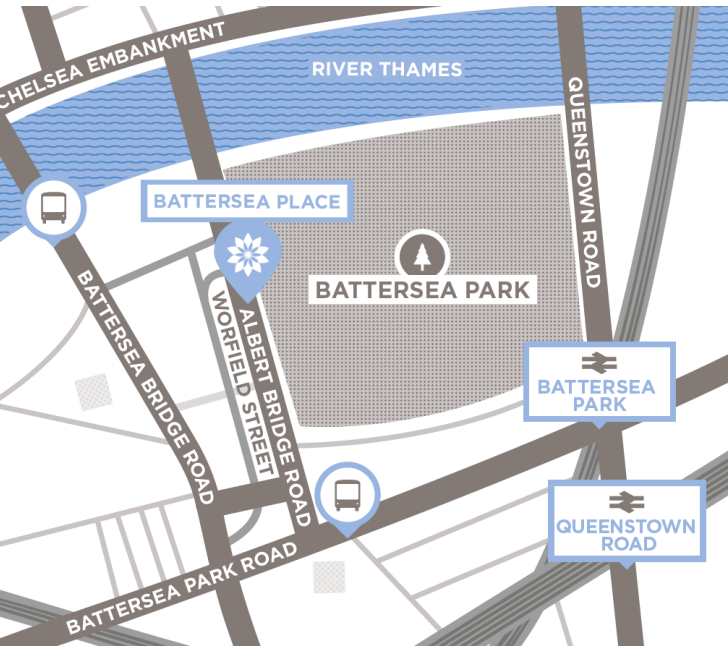 CHELSEA EMBANKMENT
RIVER THAMES
QUEENSTOWN ROAD
BATTERSEA PLACE
BATTERSEA PARK
BATTERSEA BRIDGE ROAD
WORFIELD STREET
ALBERT BRIDGE ROAD
BATTERSEA
PARK
QUEENSTOWN
ROAD
BATTERSEA PARK ROAD